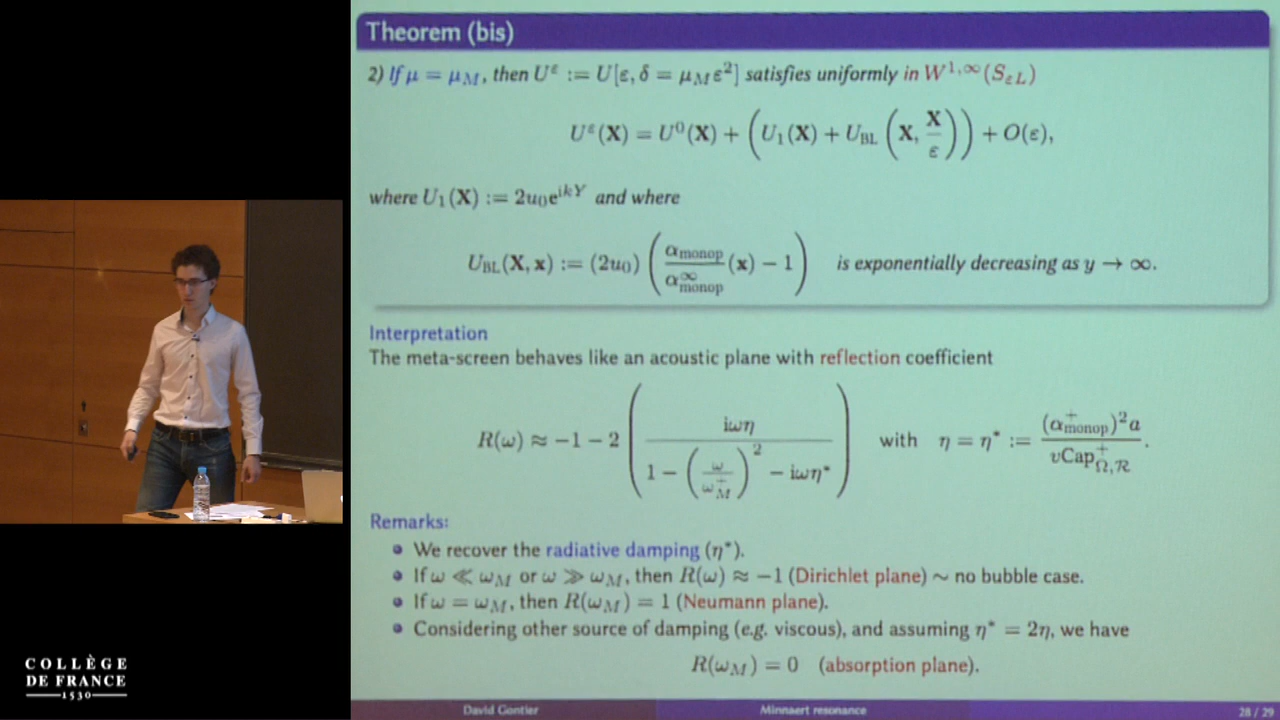 Theorem (bis)
2) If μ = μ_M, then U^ε := U[ε, δ = μ_M ε²] satisfies uniformly in W^{1,∞}(S_{εL})
U^ε(X) = U^0(X) + (U_1(X) + U_BL (X, X/ε)) + O(ε),
where U_1(X) := 2u_0 e^{ikY} and where
U_BL(X, x) := (2u_0) (α_monop/α^∞_monop (x) − 1) is exponentially decreasing as y → ∞.
Interpretation
The meta-screen behaves like an acoustic plane with reflection coefficient
R(ω) ≈ −1 − 2 (iωη / (1 − (ω/ω_M^+)² − iωη*)) with η = η* := (α^+_monop)² a / (vCap^+_{Ω,R}).
Remarks:
We recover the radiative damping (η*).
If ω ≪ ω_M or ω ≫ ω_M, then R(ω) ≈ −1 (Dirichlet plane) ~ no bubble case.
If ω = ω_M, then R(ω_M) = 1 (Neumann plane).
Considering other source of damping (e.g. viscous), and assuming η* = 2η, we have
R(ω_M) = 0 (absorption plane).
David Gontier Minnaert resonance 28 / 29
COLLÈGE
DE FRANCE
1530